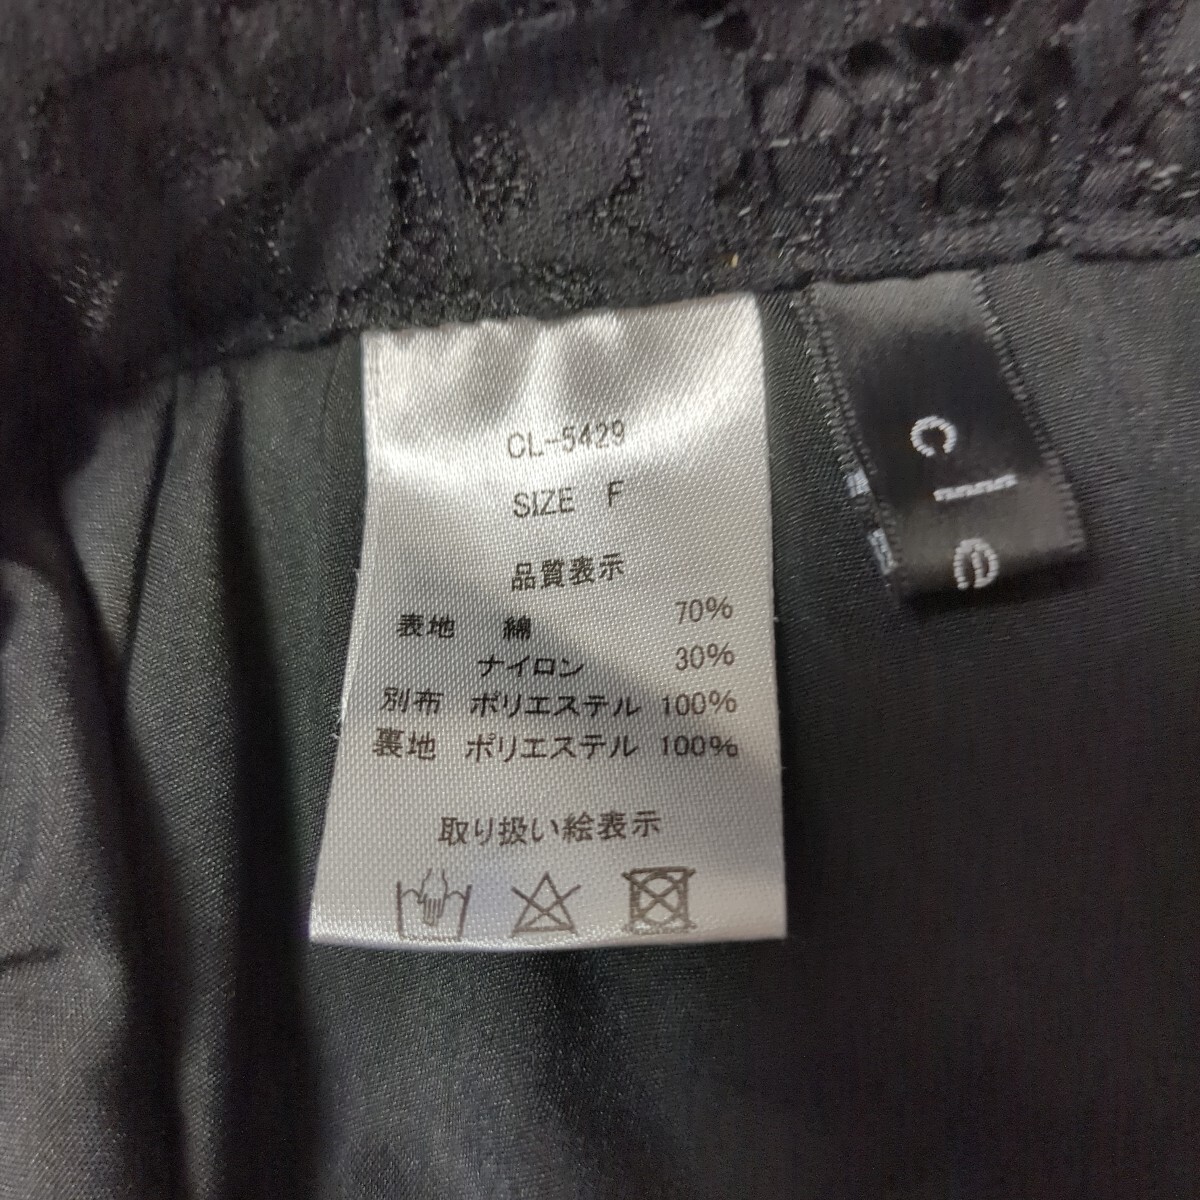 CL-5429
SIZE F
品質表示
表地 綿 70%
ナイロン 30%
別布 ポリエステル 100%
裏地 ポリエステル 100%
取り扱い絵表示
cle